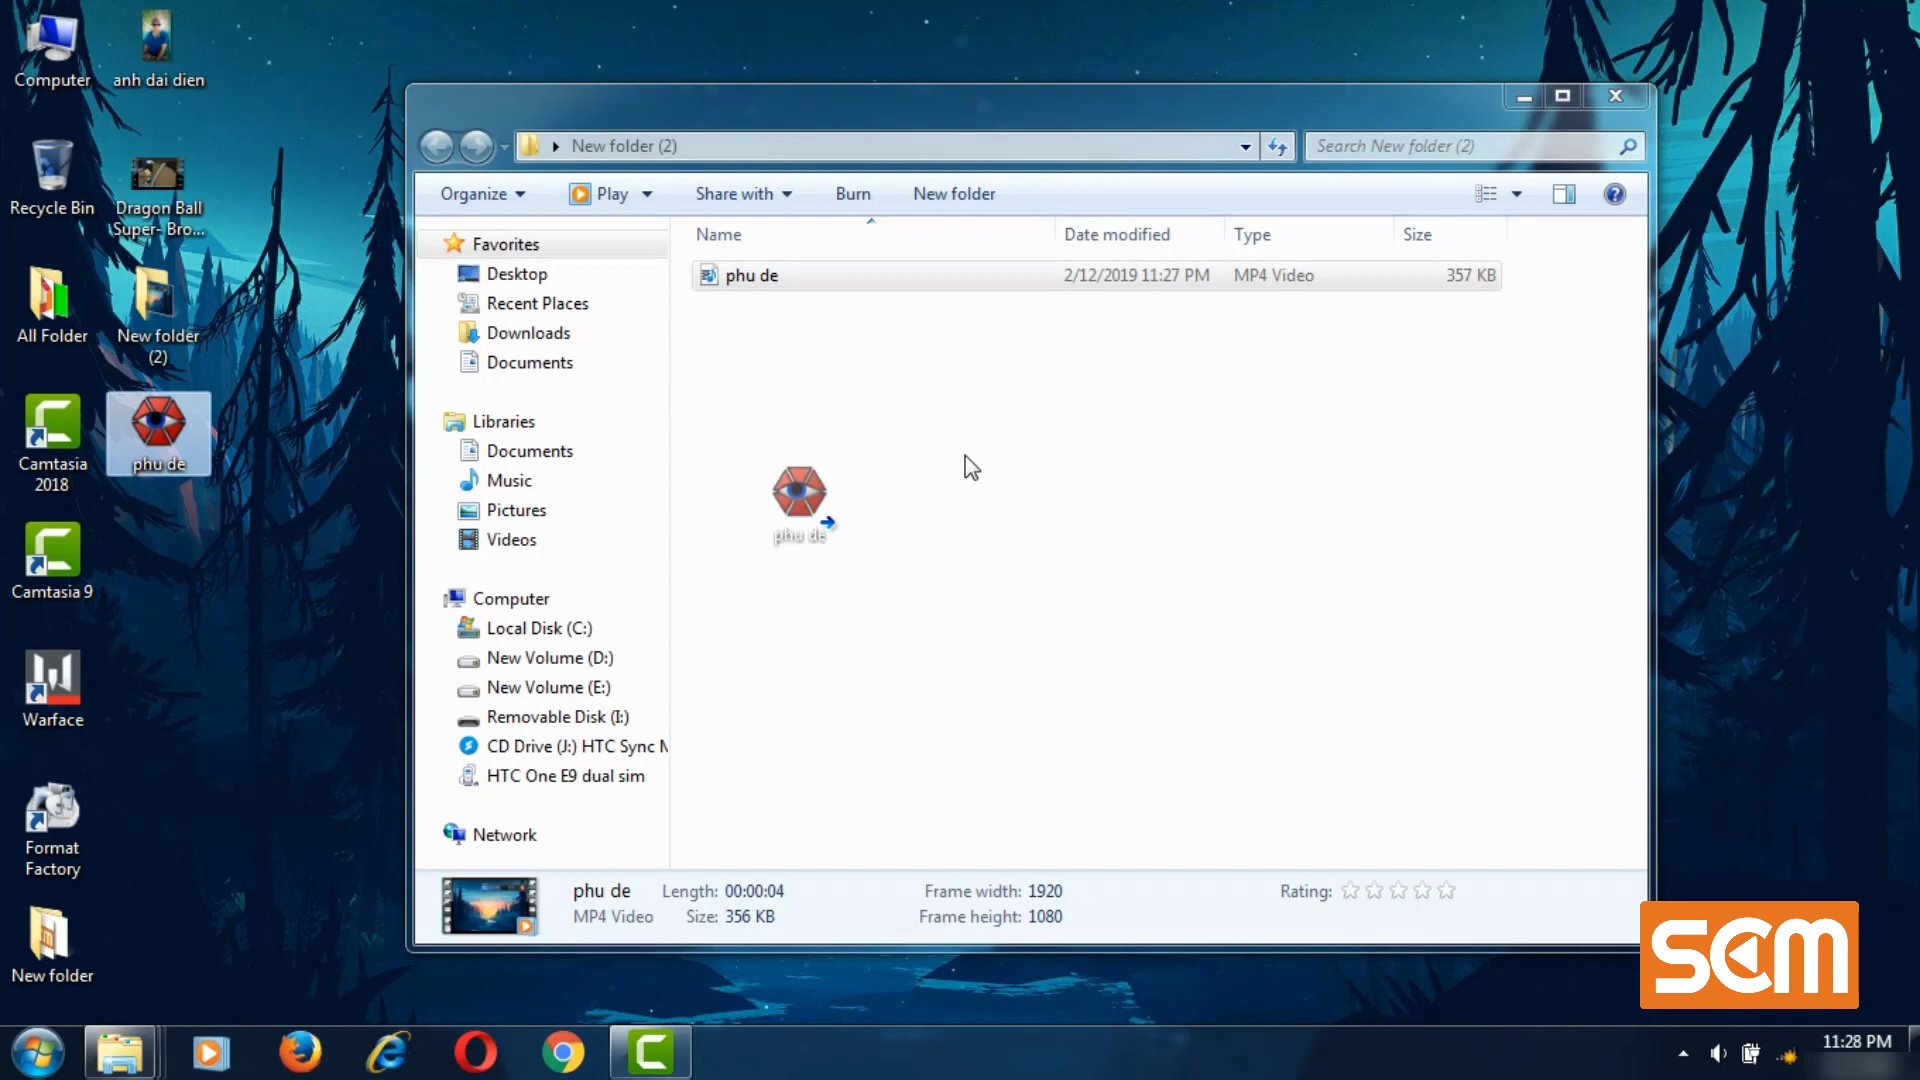 Computer
anh dai dien
Recycle Bin
Dragon Ball
Super- Bro...
All Folder
New folder
(2)
Camtasia
2018
phu de
Camtasia 9
Warface
Format
Factory
New folder
New folder (2)
Search New folder (2)
Organize
Play
Share with
Burn
New folder
Name
Date modified
Type
Size
phu de
2/12/2019 11:27 PM
MP4 Video
357 KB
Favorites
Desktop
Recent Places
Downloads
Documents
Libraries
Documents
Music
Pictures
Videos
Computer
Local Disk (C:)
New Volume (D:)
New Volume (E:)
Removable Disk (I:)
CD Drive (J:) HTC Sync M
HTC One E9 dual sim
Network
phu de
phu de
Length: 00:00:04
Frame width: 1920
Rating:
MP4 Video
Size: 356 KB
Frame height: 1080
SCM
11:28 PM